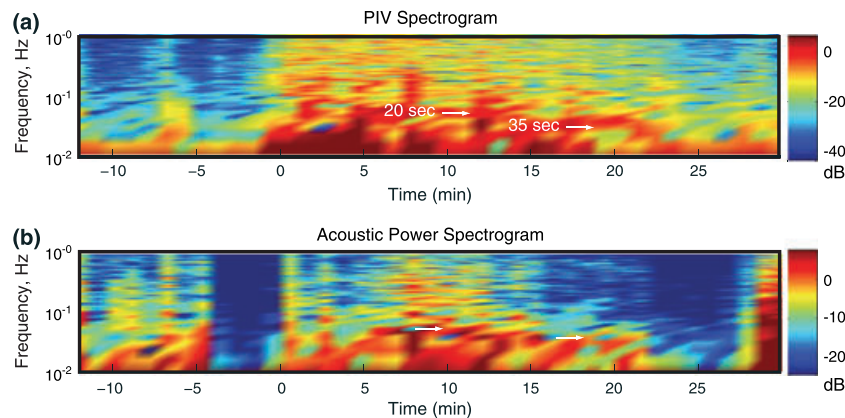 (a)
PIV Spectrogram
Frequency, Hz
10-0
10-1
10-2
20 sec
35 sec
0
-20
-40
dB
−10 −5 0 5 10 15 20 25
Time (min)
(b)
Acoustic Power Spectrogram
Frequency, Hz
10-0
10-1
10-2
0
-10
-20
dB
−10 −5 0 5 10 15 20 25
Time (min)